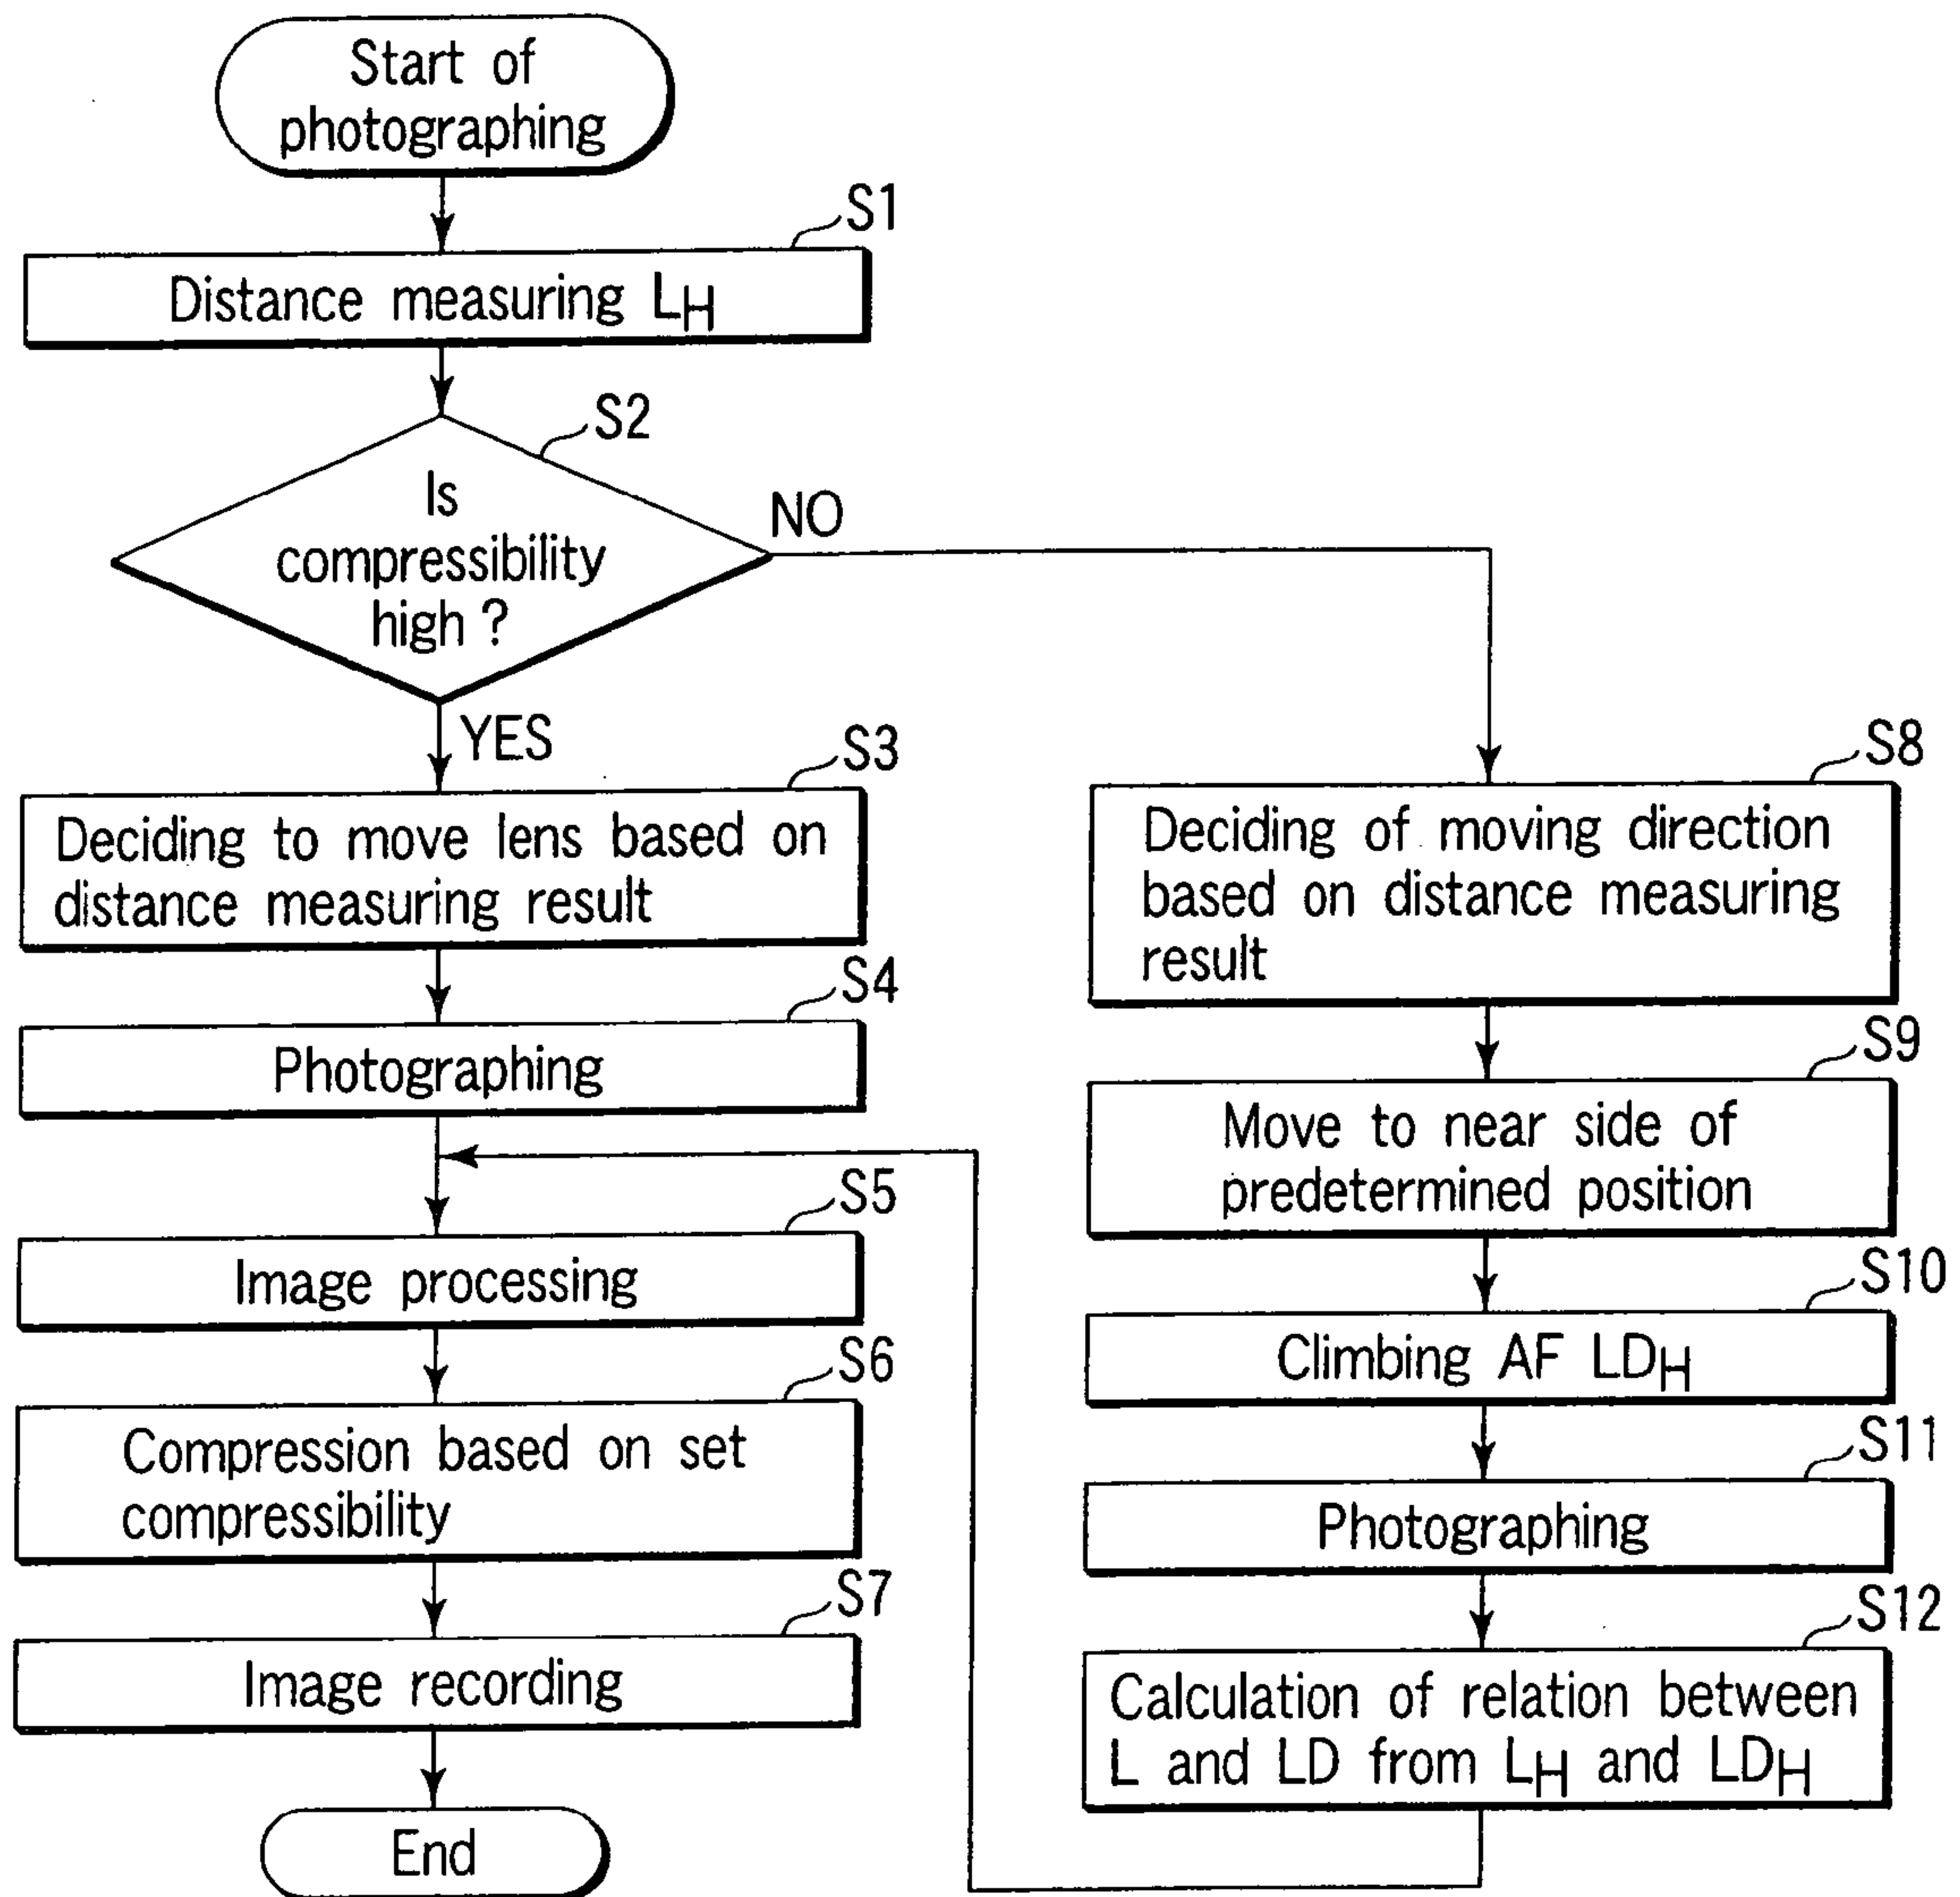 Start of
photographing
S1
Distance measuring LH
S2
Is
compressibility
high ?
NO
YES
S3
Deciding to move lens based on
distance measuring result
S4
Photographing
S5
Image processing
S6
Compression based on set
compressibility
S7
Image recording
End
S8
Deciding of moving direction
based on distance measuring
result
S9
Move to near side of
predetermined position
S10
Climbing AF LDH
S11
Photographing
S12
Calculation of relation between
L and LD from LH and LDH